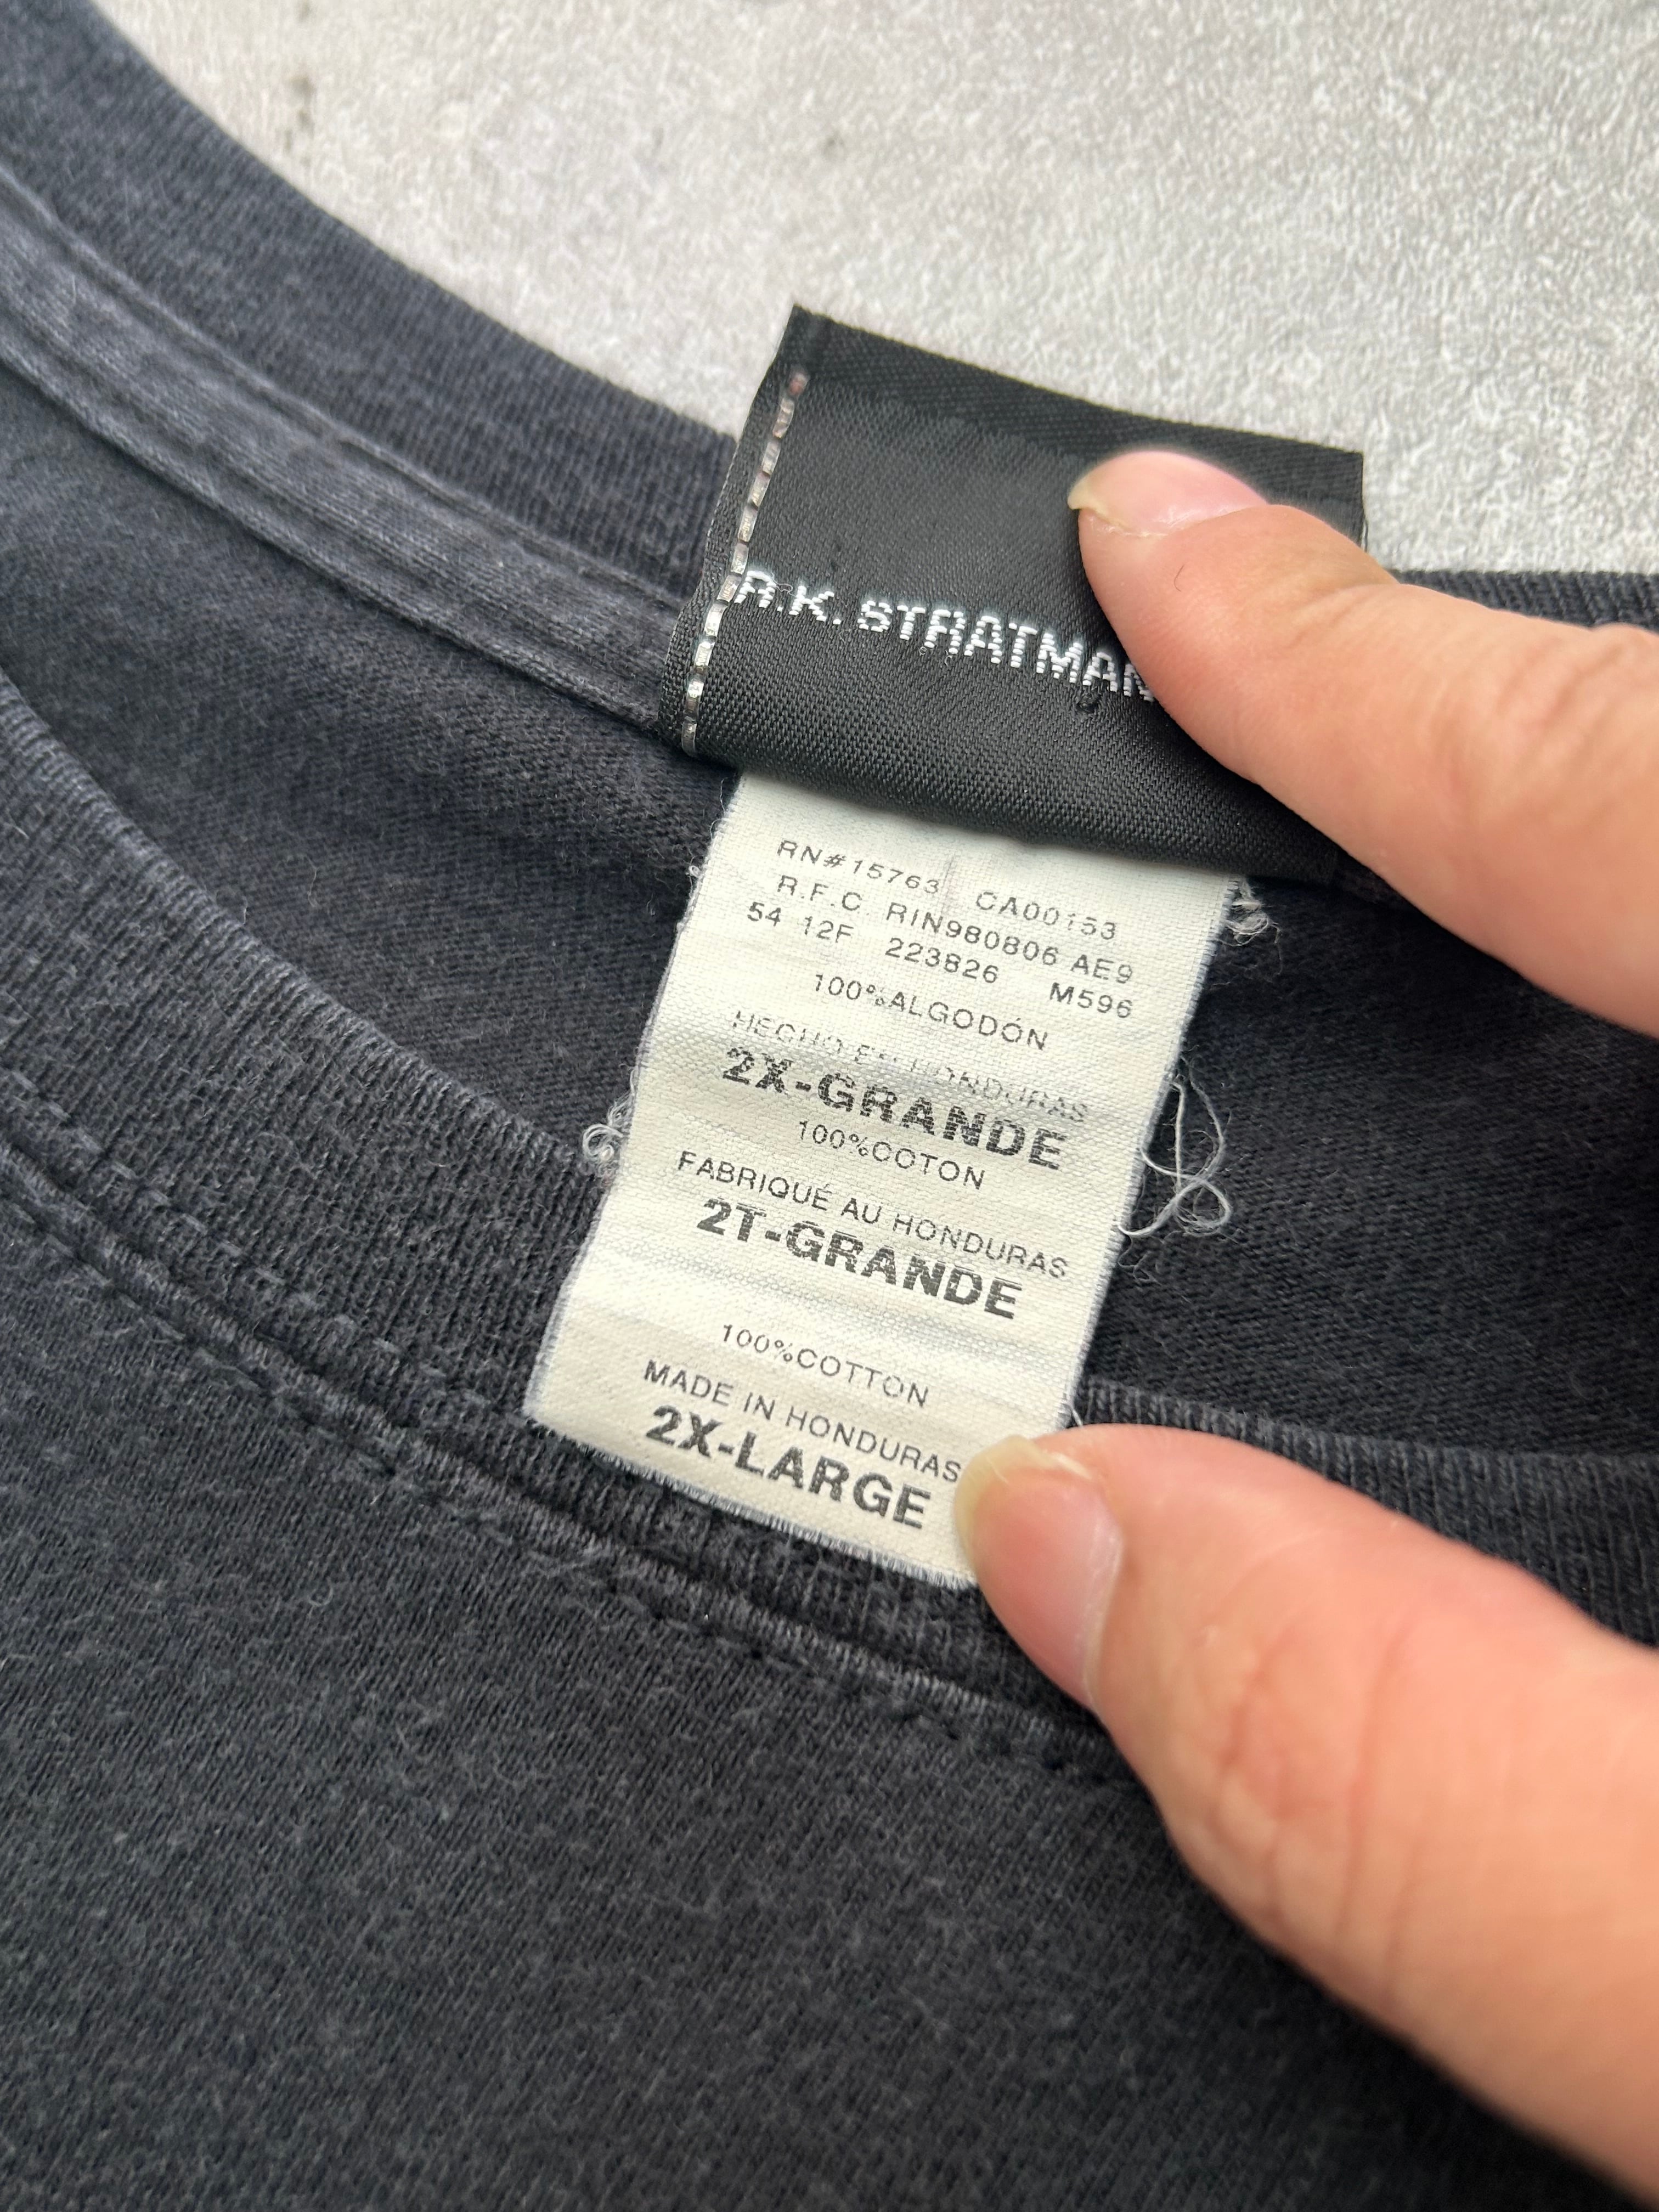 R.K. STRATMAN
RN#15763 CA00153
R.F.C. RIN980806 AE9
54 12F 223826 M596
100%ALGODÓN
HECHO EN HONDURAS
2X-GRANDE
100%COTON
FABRIQUÉ AU HONDURAS
2T-GRANDE
100%COTTON
MADE IN HONDURAS
2X-LARGE